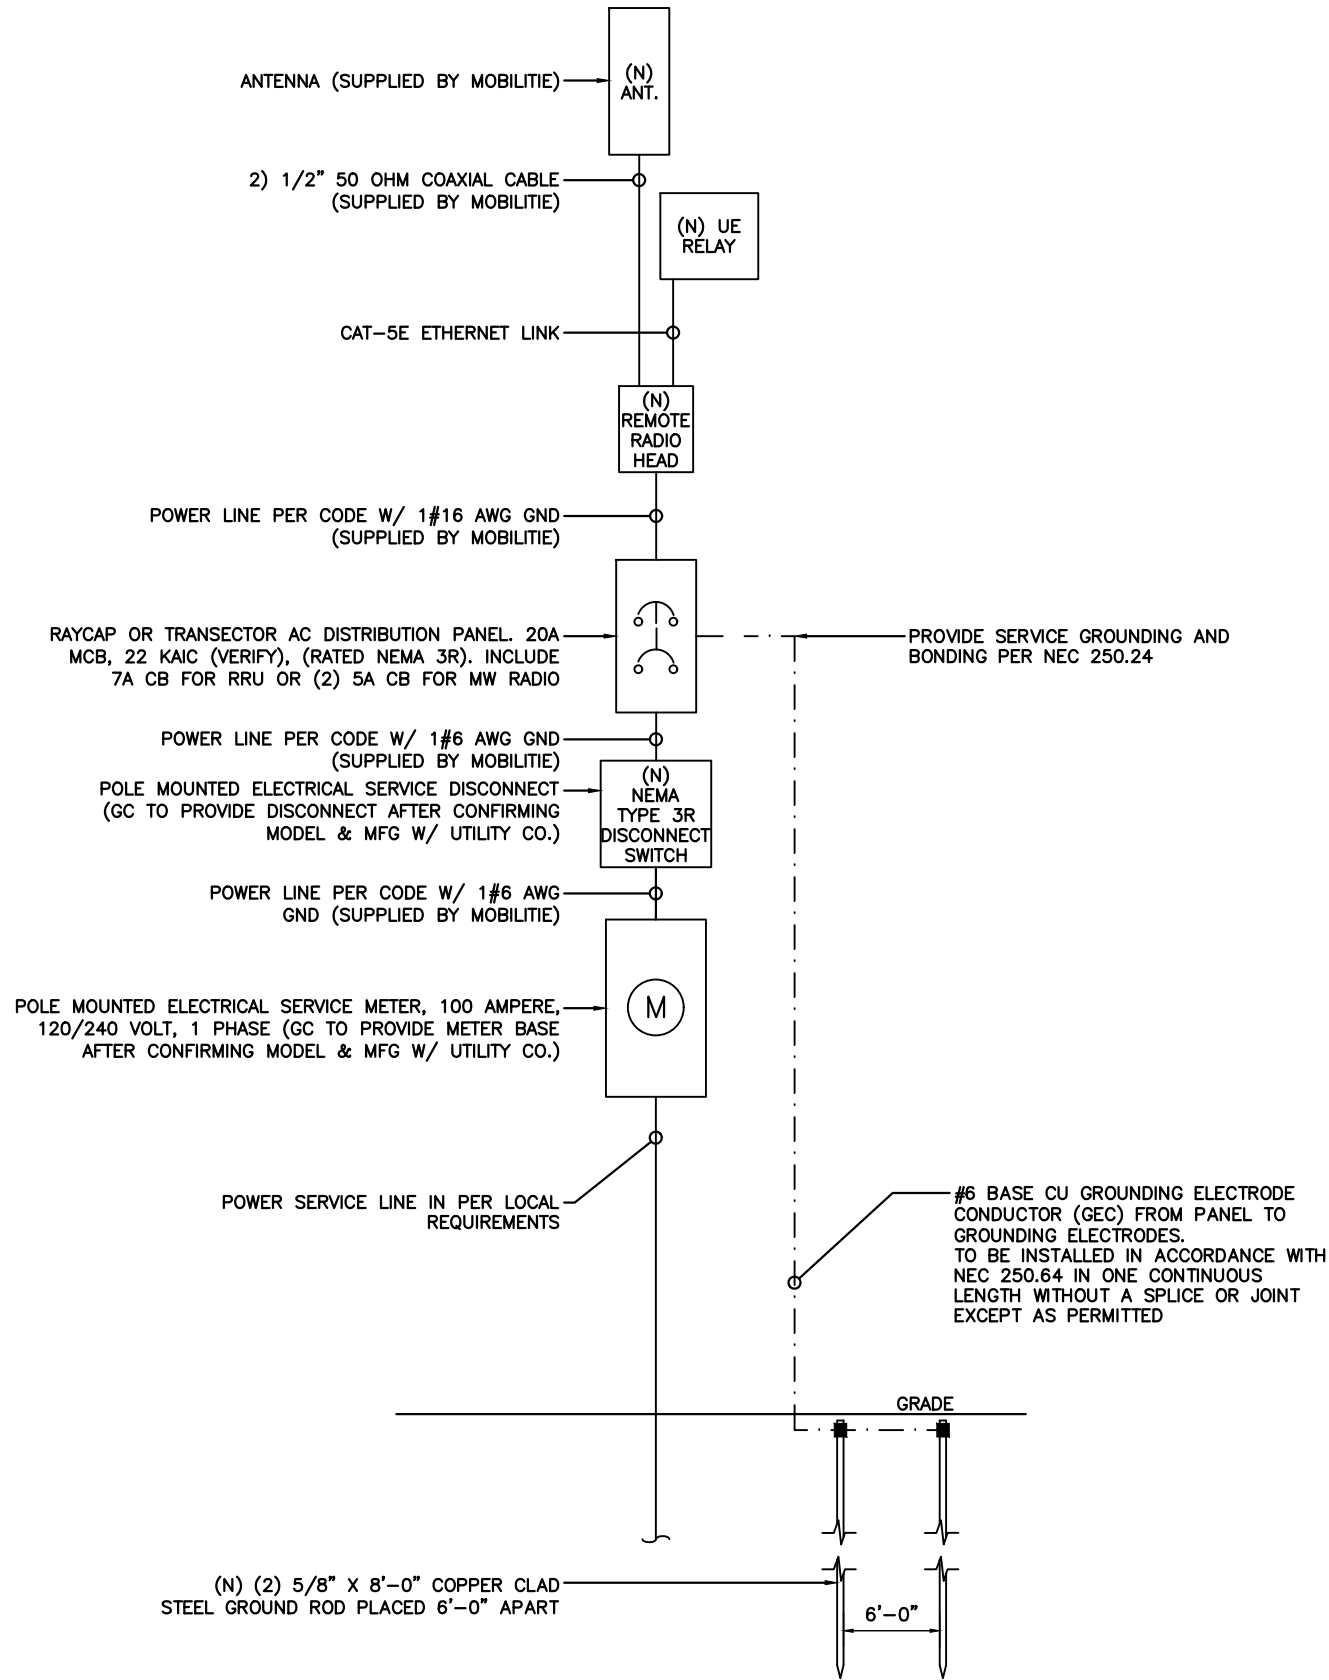 ANTENNA (SUPPLIED BY MOBILITIE)
(N)
ANT.
2) 1/2" 50 OHM COAXIAL CABLE
(SUPPLIED BY MOBILITIE)
(N) UE
RELAY
CAT-5E ETHERNET LINK
(N)
REMOTE
RADIO
HEAD
POWER LINE PER CODE W/ 1#16 AWG GND
(SUPPLIED BY MOBILITIE)
RAYCAP OR TRANSECTOR AC DISTRIBUTION PANEL. 20A
MCB, 22 KAIC (VERIFY), (RATED NEMA 3R). INCLUDE
7A CB FOR RRU OR (2) 5A CB FOR MW RADIO
PROVIDE SERVICE GROUNDING AND
BONDING PER NEC 250.24
POWER LINE PER CODE W/ 1#6 AWG GND
(SUPPLIED BY MOBILITIE)
POLE MOUNTED ELECTRICAL SERVICE DISCONNECT
(GC TO PROVIDE DISCONNECT AFTER CONFIRMING
MODEL & MFG W/ UTILITY CO.)
(N)
NEMA
TYPE 3R
DISCONNECT
SWITCH
POWER LINE PER CODE W/ 1#6 AWG
GND (SUPPLIED BY MOBILITIE)
POLE MOUNTED ELECTRICAL SERVICE METER, 100 AMPERE,
120/240 VOLT, 1 PHASE (GC TO PROVIDE METER BASE
AFTER CONFIRMING MODEL & MFG W/ UTILITY CO.)
M
POWER SERVICE LINE IN PER LOCAL
REQUIREMENTS
#6 BASE CU GROUNDING ELECTRODE
CONDUCTOR (GEC) FROM PANEL TO
GROUNDING ELECTRODES.
TO BE INSTALLED IN ACCORDANCE WITH
NEC 250.64 IN ONE CONTINUOUS
LENGTH WITHOUT A SPLICE OR JOINT
EXCEPT AS PERMITTED
GRADE
(N) (2) 5/8" X 8'-0" COPPER CLAD
STEEL GROUND ROD PLACED 6'-0" APART
6'-0"